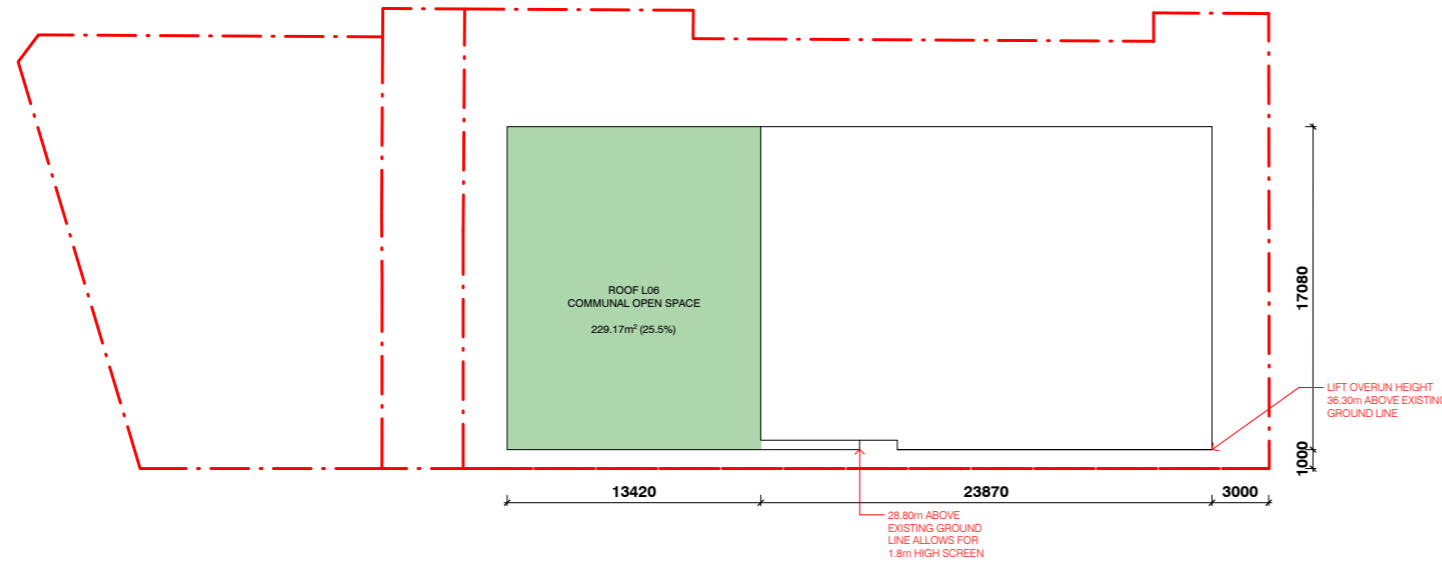 ROOF L06
COMMUNAL OPEN SPACE
229.17m² (25.5%)
17080
LIFT OVERUN HEIGHT
36.30m ABOVE EXISTING
GROUND LINE
1000
13420
23870
3000
28.80m ABOVE
EXISTING GROUND
LINE ALLOWS FOR
1.8m HIGH SCREEN